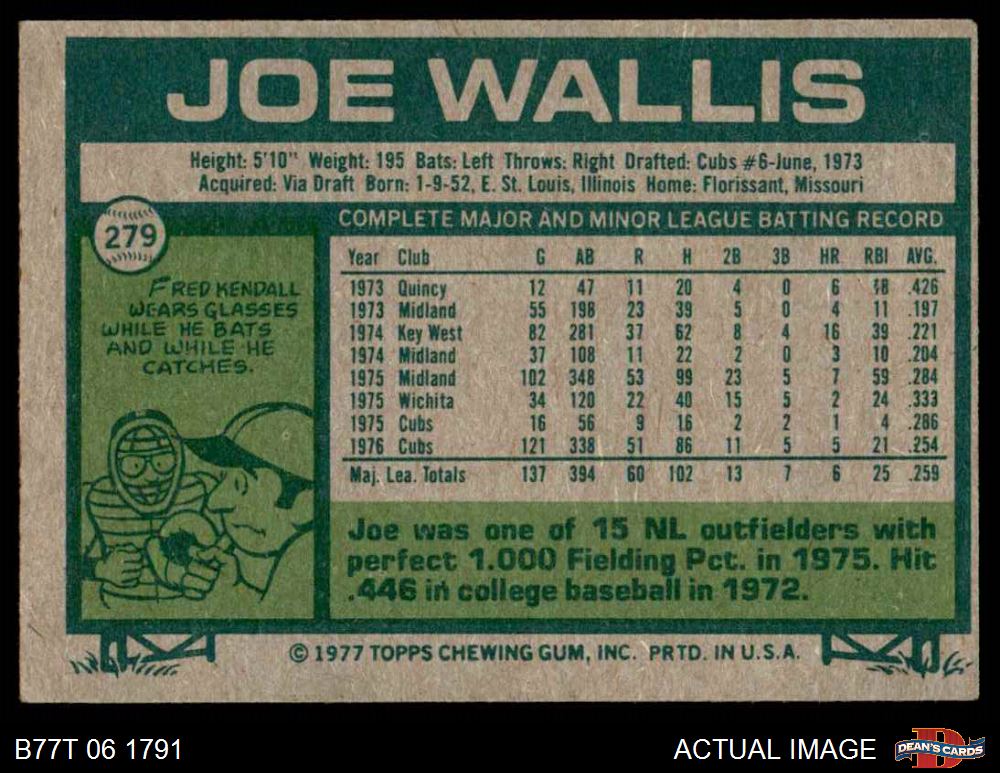 JOE WALLIS
Height: 5'10" Weight: 195 Bats: Left Throws: Right Drafted: Cubs #6-June, 1973
Acquired: Via Draft Born: 1-9-52, E. St. Louis, Illinois Home: Florissant, Missouri
279
COMPLETE MAJOR AND MINOR LEAGUE BATTING RECORD
FRED KENDALL
WEARS GLASSES
WHILE HE BATS
AND WHILE HE
CATCHES.
Year Club G AB R H 2B 3B HR RBI AVG.
1973 Quincy 12 47 11 20 4 0 6 18 .426
1973 Midland 55 198 23 39 5 0 4 11 .197
1974 Key West 82 281 37 62 8 4 16 39 .221
1974 Midland 37 108 11 22 2 0 3 10 .204
1975 Midland 102 348 53 99 23 5 7 59 .284
1975 Wichita 34 120 22 40 15 5 2 24 .333
1975 Cubs 16 56 9 16 2 2 1 4 .286
1976 Cubs 121 338 51 86 11 5 5 21 .254
Maj. Lea. Totals 137 394 60 102 13 7 6 25 .259
Joe was one of 15 NL outfielders with
perfect 1.000 Fielding Pct. in 1975. Hit
.446 in college baseball in 1972.
© 1977 TOPPS CHEWING GUM, INC. PRTD. IN U.S.A.
B77T 06 1791
ACTUAL IMAGE
D
DEAN'S CARDS